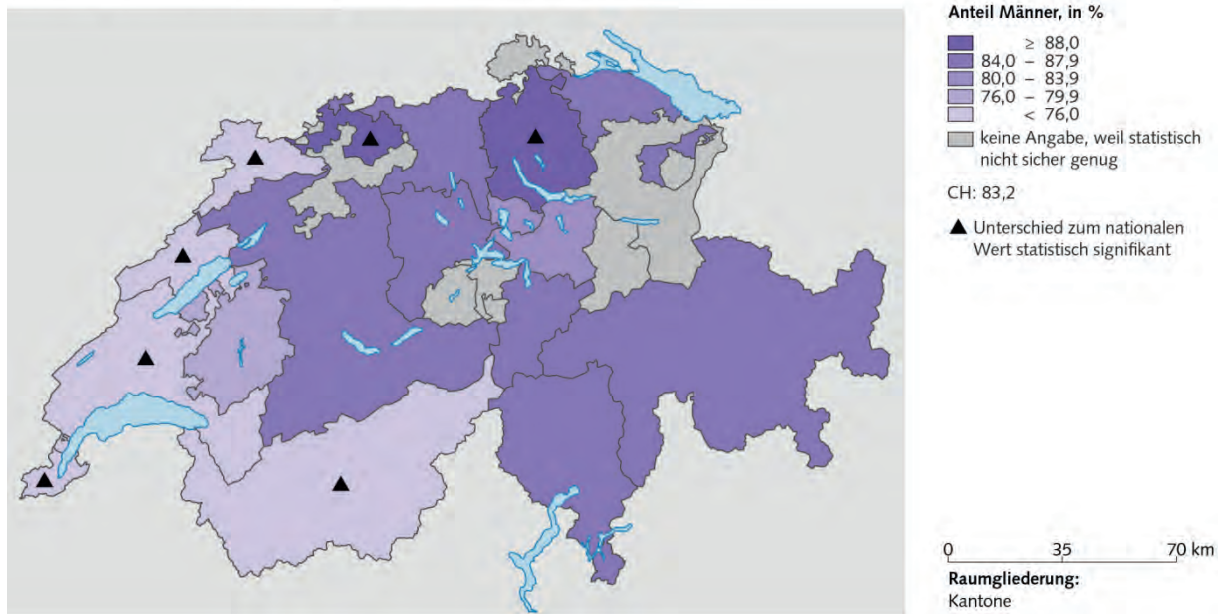 Anteil Männer, in %
≥ 88,0
84,0 – 87,9
80,0 – 83,9
76,0 – 79,9
< 76,0
keine Angabe, weil statistisch
nicht sicher genug
CH: 83,2
Unterschied zum nationalen
Wert statistisch signifikant
0 35 70 km
Raumgliederung:
Kantone